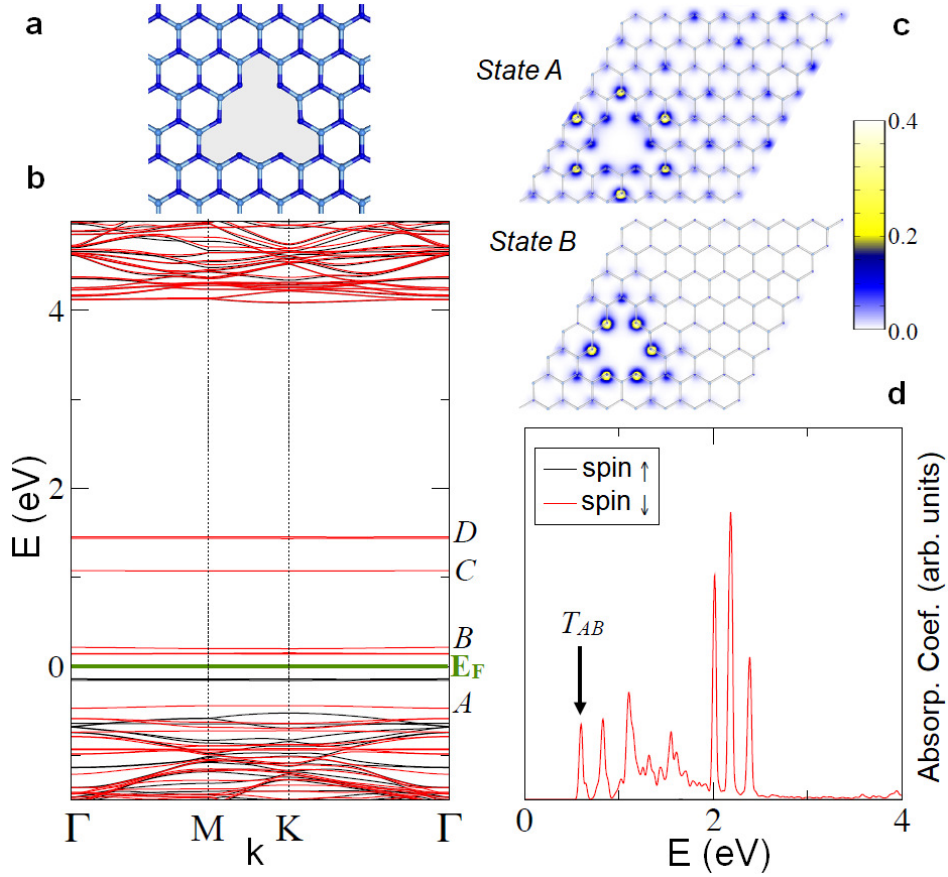 a
b
E (eV)
4
2
0
D
C
B
E_F
A
Γ
M
K
Γ
k
c
State A
State B
0.4
0.2
0.0
d
spin ↑
spin ↓
T_AB
Absorp. Coef. (arb. units)
0
2
4
E (eV)